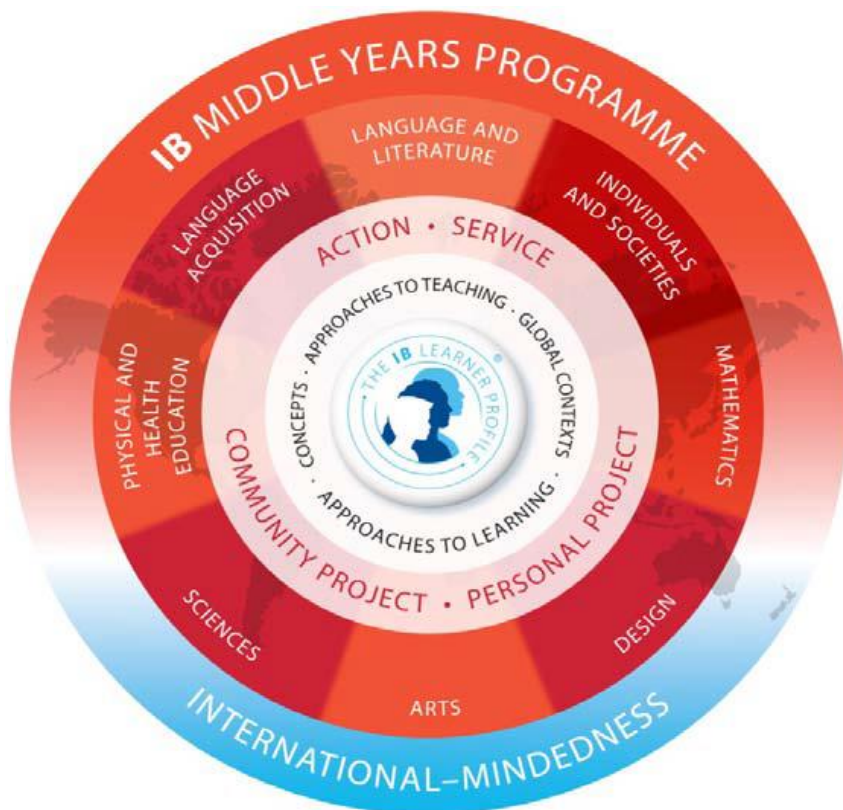 IB MIDDLE YEARS PROGRAMME
LANGUAGE AND
LITERATURE
INDIVIDUALS
AND SOCIETIES
MATHEMATICS
DESIGN
ARTS
SCIENCES
PHYSICAL AND
HEALTH
EDUCATION
LANGUAGE
ACQUISITION
ACTION · SERVICE
PERSONAL PROJECT
COMMUNITY PROJECT ·
APPROACHES TO TEACHING · GLOBAL CONTEXTS ·
APPROACHES TO LEARNING · CONCEPTS ·
· THE IB LEARNER PROFILE · ®
INTERNATIONAL–MINDEDNESS